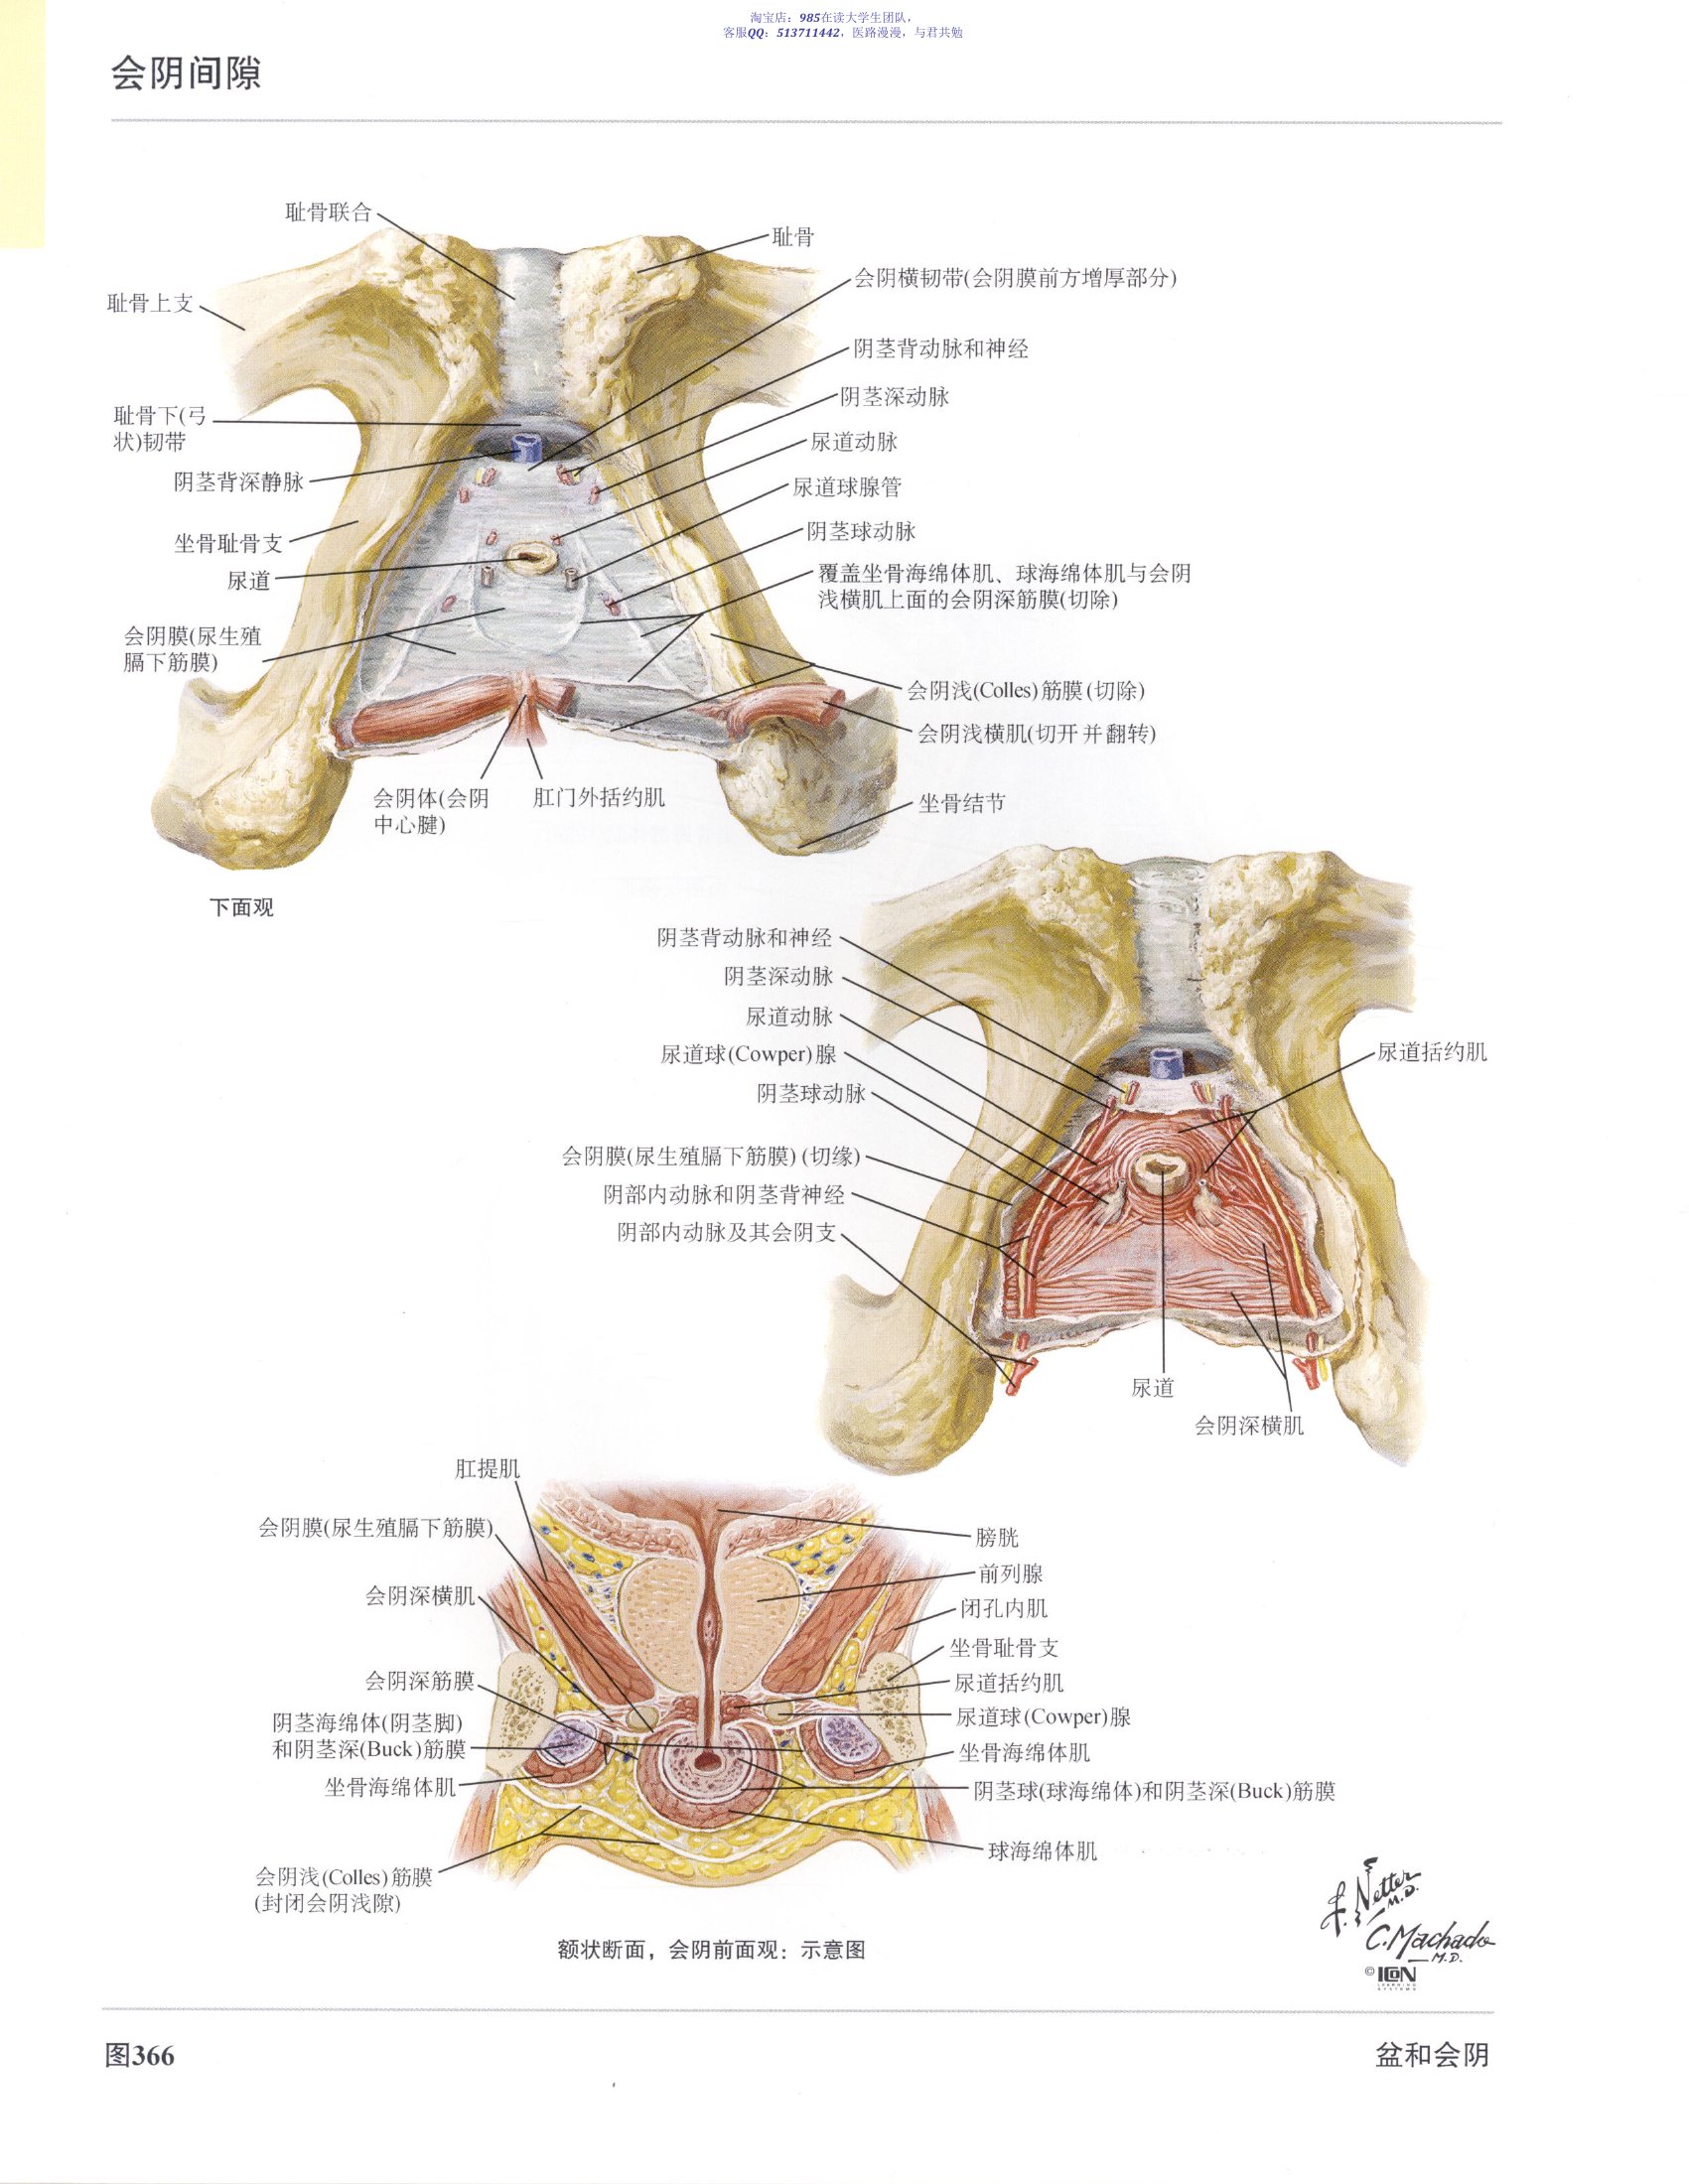 淘宝店：985在读大学生团队，
客服QQ：513711442，医路漫漫，与君共勉
会阴间隙
耻骨联合
耻骨
会阴横韧带(会阴膜前方增厚部分)
耻骨上支
阴茎背动脉和神经
阴茎深动脉
耻骨下(弓
状)韧带
尿道动脉
阴茎背深静脉
尿道球腺管
坐骨耻骨支
阴茎球动脉
尿道
覆盖坐骨海绵体肌、球海绵体肌与会阴
浅横肌上面的会阴深筋膜(切除)
会阴膜(尿生殖
膈下筋膜)
会阴浅(Colles)筋膜(切除)
会阴浅横肌(切开并翻转)
会阴体(会阴
中心腱)
肛门外括约肌
坐骨结节
下面观
阴茎背动脉和神经
阴茎深动脉
尿道动脉
尿道球(Cowper)腺
尿道括约肌
阴茎球动脉
会阴膜(尿生殖膈下筋膜)(切缘)
阴部内动脉和阴茎背神经
阴部内动脉及其会阴支
尿道
会阴深横肌
肛提肌
会阴膜(尿生殖膈下筋膜)
膀胱
前列腺
会阴深横肌
闭孔内肌
坐骨耻骨支
会阴深筋膜
尿道括约肌
阴茎海绵体(阴茎脚)
和阴茎深(Buck)筋膜
尿道球(Cowper)腺
坐骨海绵体肌
坐骨海绵体肌
阴茎球(球海绵体)和阴茎深(Buck)筋膜
球海绵体肌
会阴浅(Colles)筋膜
(封闭会阴浅隙)
额状断面，会阴前面观：示意图
F. Netter
M.D.
C. Machado
M.D.
© ICON
LEARNING
SYSTEMS
图366
盆和会阴